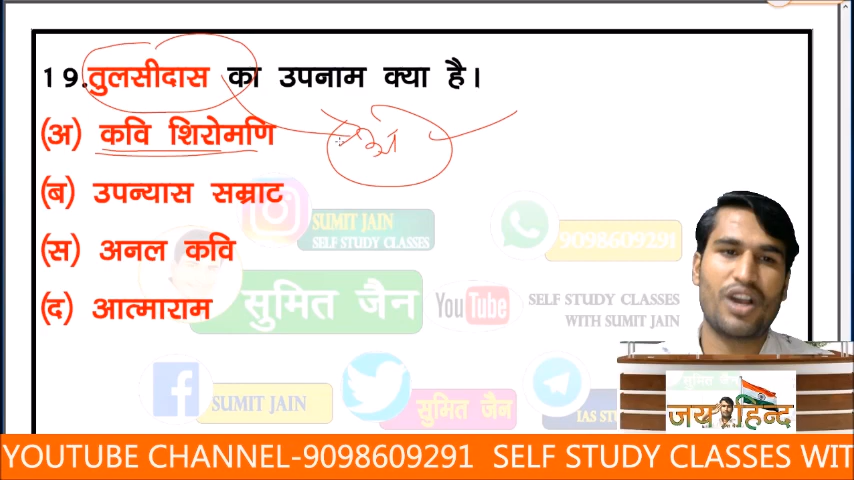 19.तुलसीदास का उपनाम क्या है।
(अ) कवि शिरोमणि
अ
(ब) उपन्यास सम्राट
(स) अनल कवि
(द) आत्माराम
SUMIT JAIN
SELF STUDY CLASSES
9098609291
सुमित जैन
YouTube
SELF STUDY CLASSES
WITH SUMIT JAIN
SUMIT JAIN
सुमित जैन
IAS
जय हिन्द
YOUTUBE CHANNEL-9098609291 SELF STUDY CLASSES WIT